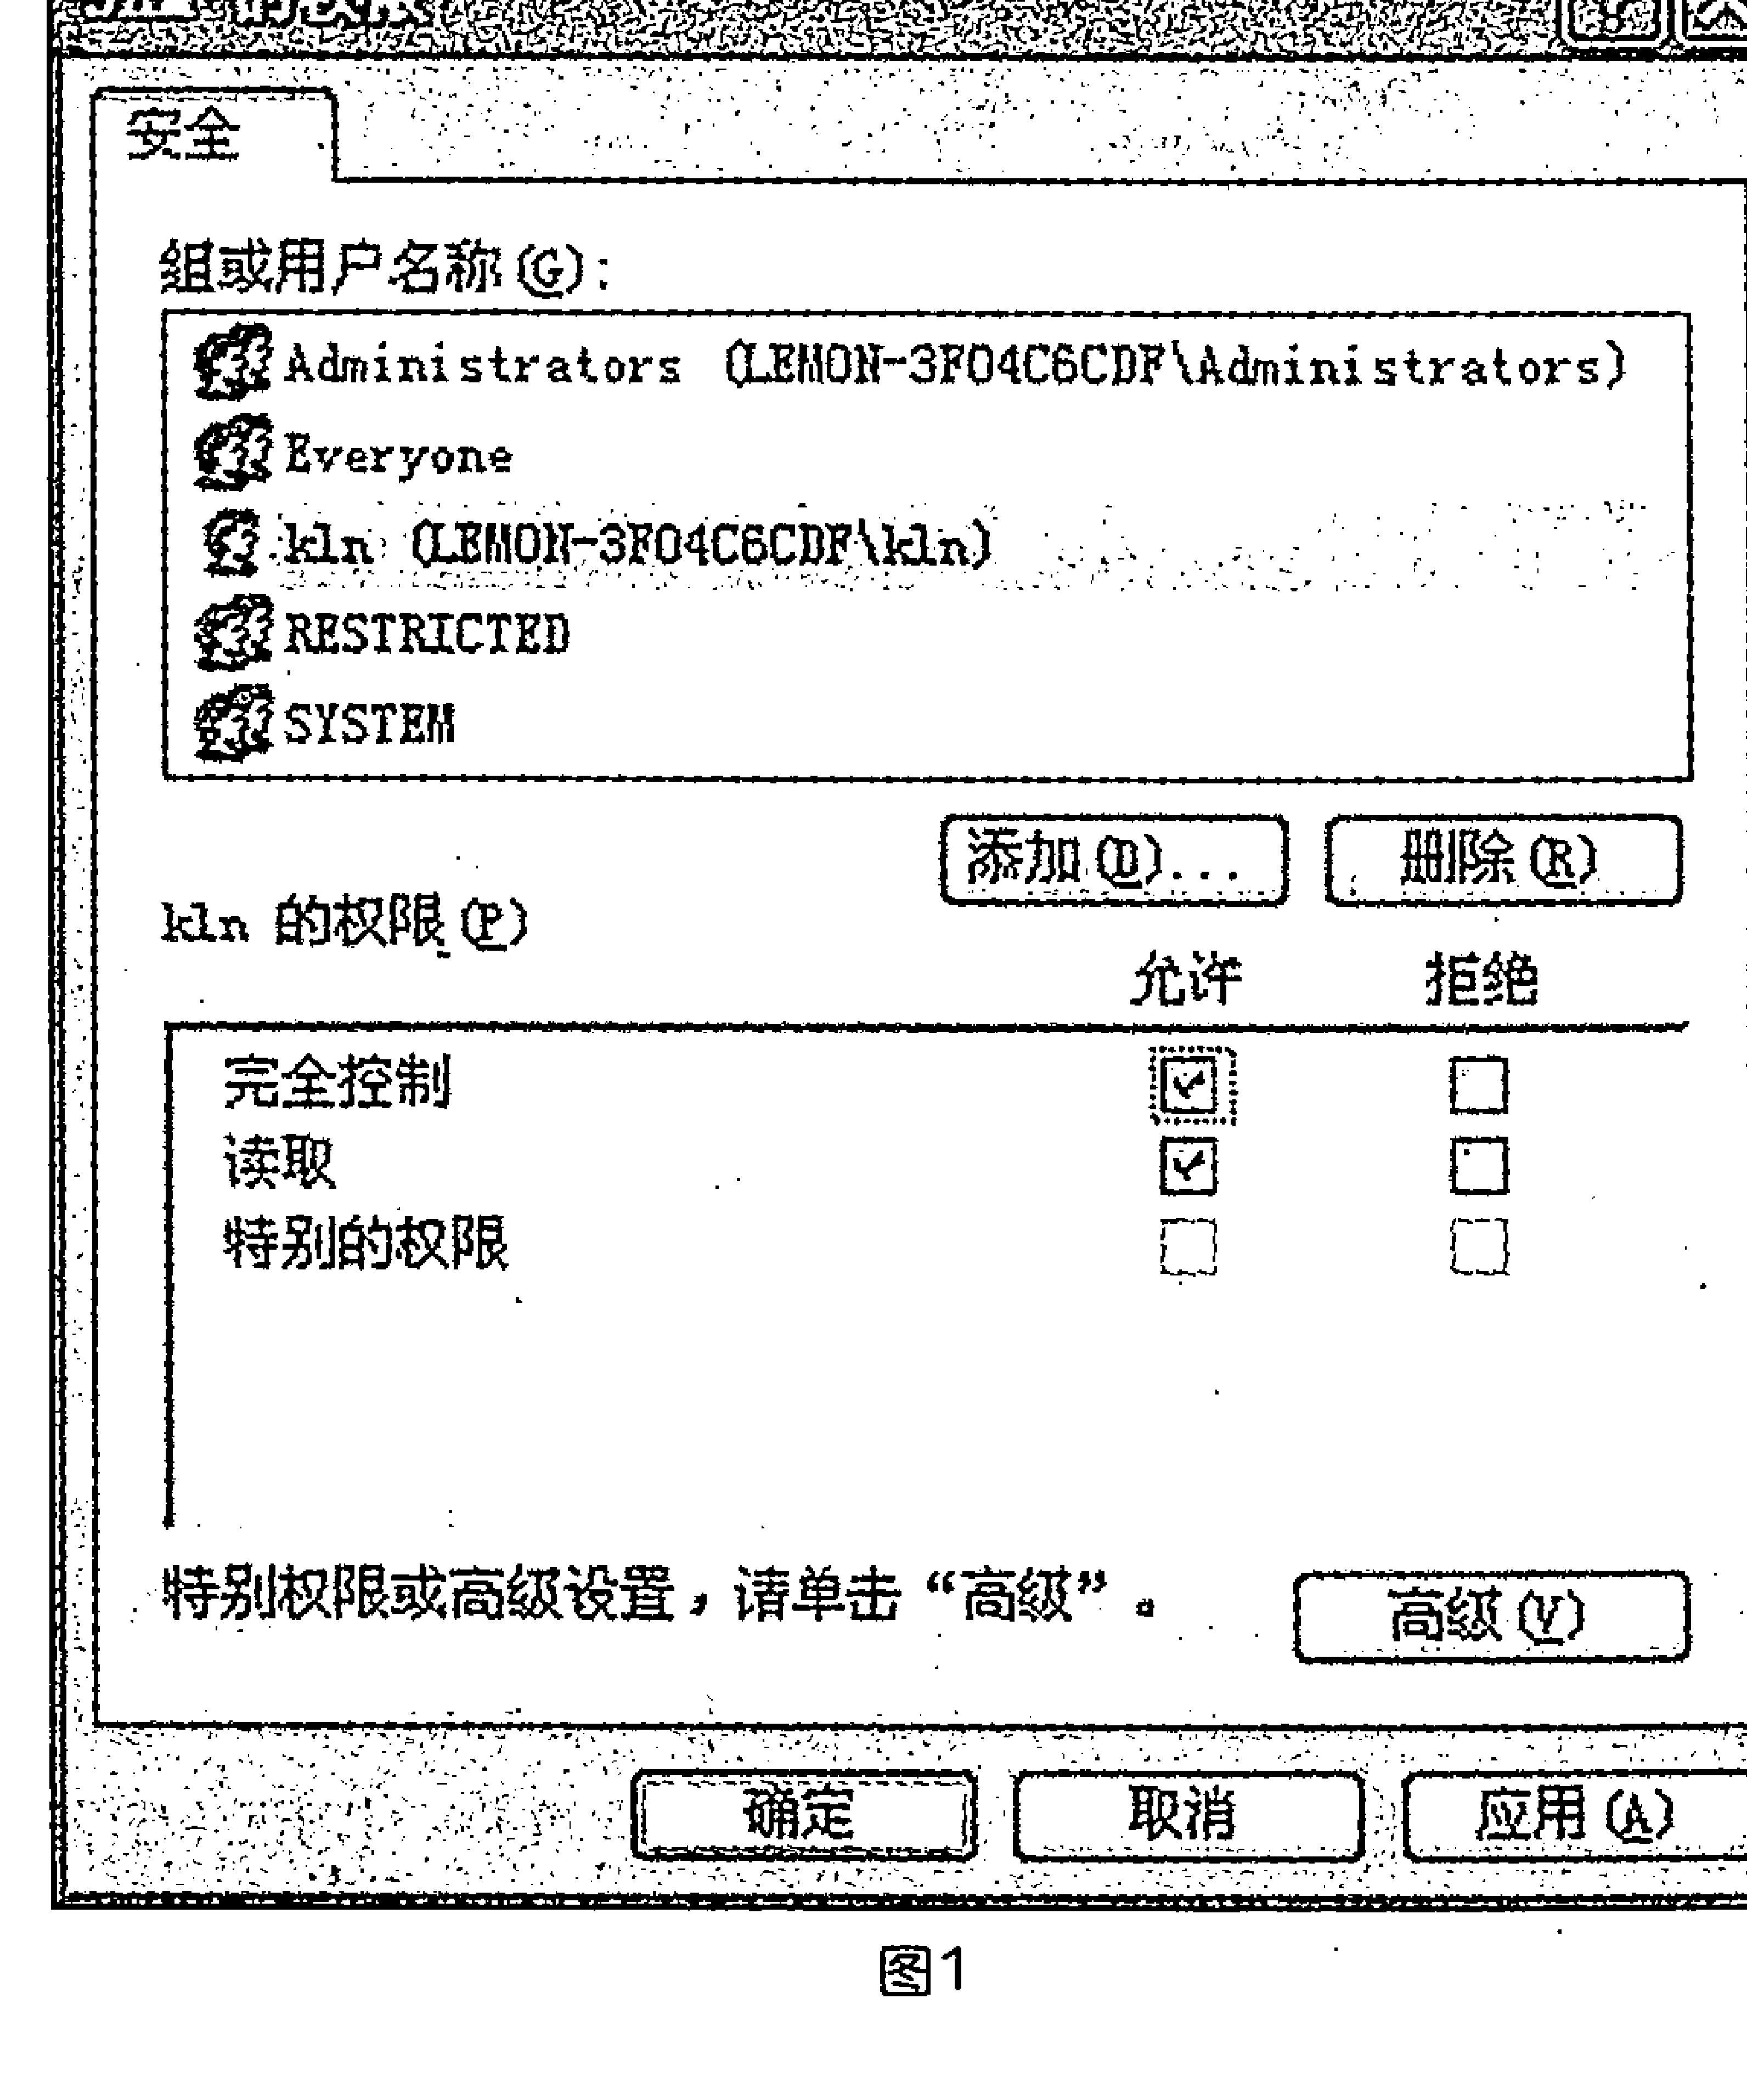 的权限
安全
组或用户名称(G):
Administrators (LEMON-3F04C6CDF\Administrators)
Everyone
kln (LEMON-3F04C6CDF\kln)
RESTRICTED
SYSTEM
添加(D)... 删除(R)
kln 的权限(P)
允许 拒绝
完全控制
读取
特别的权限
特别权限或高级设置，请单击“高级”。 高级(V)
确定 取消 应用(A)
图1